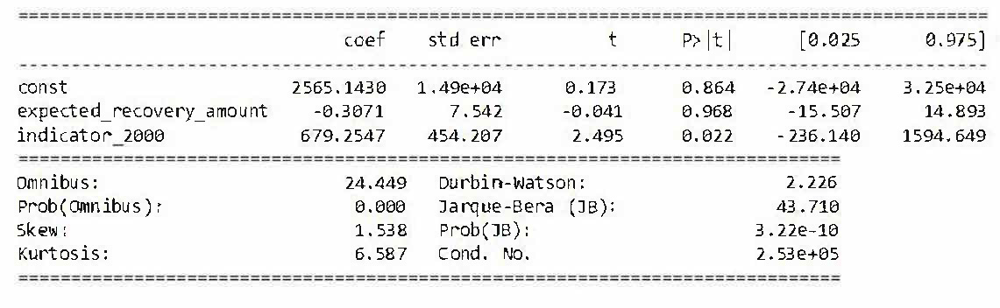 ==============================================================================================
coef std err t P>|t| [0.025 0.975]
----------------------------------------------------------------------------------------------
const 2565.1430 1.49e+04 0.173 0.864 -2.74e+04 3.25e+04
expected_recovery_amount -0.3071 7.542 -0.041 0.968 -15.507 14.893
indicator_2000 679.2547 454.207 2.495 0.022 -236.140 1594.649
==============================================================================
Omnibus: 24.449 Durbin-Watson: 2.226
Prob(Omnibus): 0.000 Jarque-Bera (JB): 43.710
Skew: 1.538 Prob(JB): 3.22e-10
Kurtosis: 6.587 Cond. No. 2.53e+05
==============================================================================